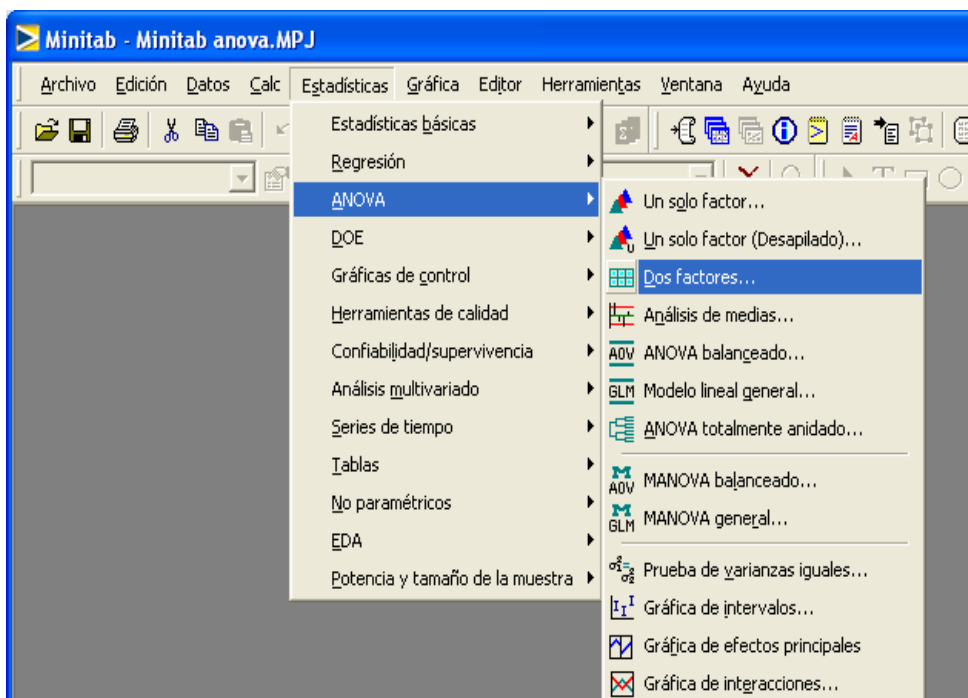 Minitab - Minitab anova.MPJ
Archivo Edición Datos Calc Estadísticas Gráfica Editor Herramientas Ventana Ayuda
Estadísticas básicas
Regresión
ANOVA
DOE
Gráficas de control
Herramientas de calidad
Confiabilidad/supervivencia
Análisis multivariado
Series de tiempo
Tablas
No paramétricos
EDA
Potencia y tamaño de la muestra
Un solo factor...
Un solo factor (Desapilado)...
Dos factores...
Análisis de medias...
AOV ANOVA balanceado...
GLM Modelo lineal general...
ANOVA totalmente anidado...
M AOV MANOVA balanceado...
M GLM MANOVA general...
Prueba de varianzas iguales...
Gráfica de intervalos...
Gráfica de efectos principales
Gráfica de interacciones...